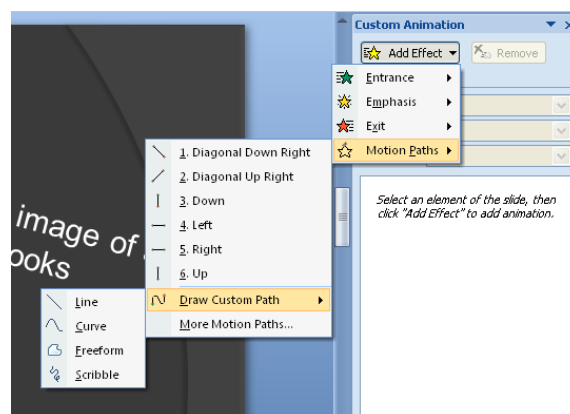 Custom Animation
Add Effect
Remove
Entrance
Emphasis
Exit
Motion Paths
1. Diagonal Down Right
2. Diagonal Up Right
3. Down
4. Left
5. Right
6. Up
Draw Custom Path
More Motion Paths...
Line
Curve
Freeform
Scribble
Select an element of the slide, then
click "Add Effect" to add animation.
image of
ooks